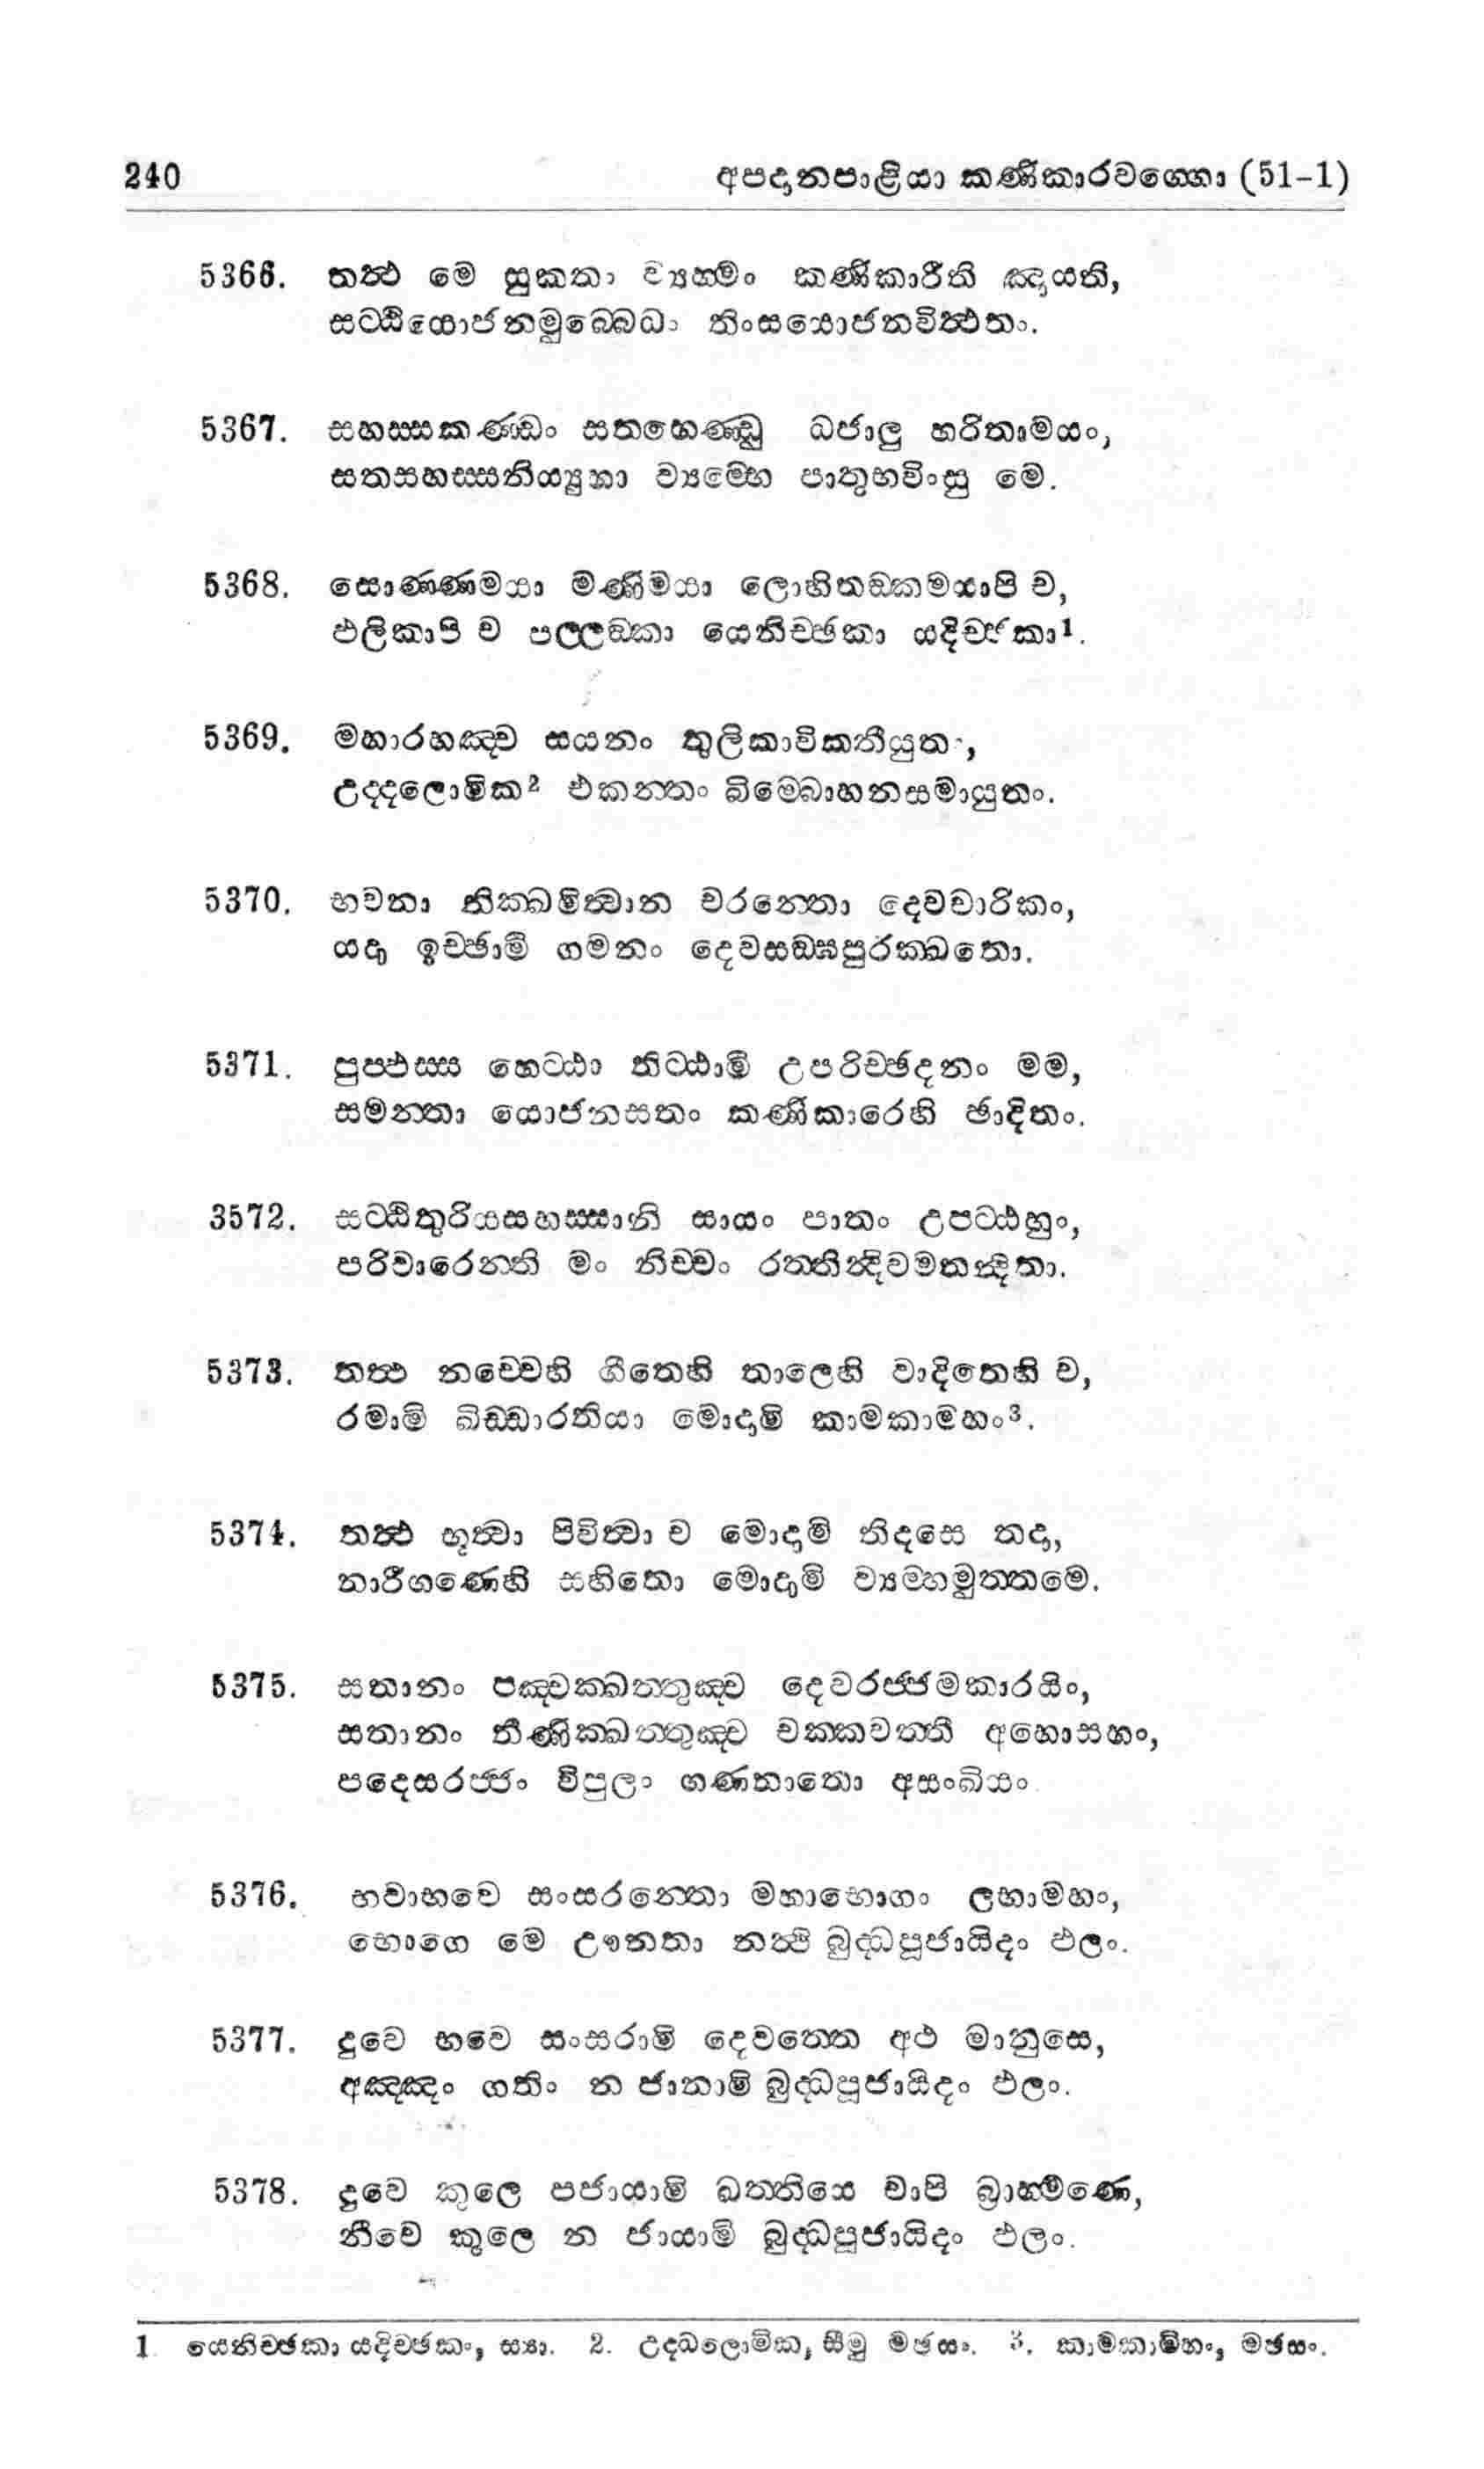 240 අපදානපාළියා කණිකාරවග්ගො (51-1)
5366. තත්‍ථ මෙ සුකතං ව්‍යම්හං කණිකාරීති ඤායති,
සට්ඨියොජනමුබ්බෙධං තිංසයොජනවිත්‍ථතං.
5367. සහස්සකණ්ඩං සතභෙණ්ඩු ධජාලු හරිතාමයං,
සතසහස්සනිය්‍යූහා ව්‍යම්හෙ පාතුභවිංසු මෙ.
5368. සොණ්ණමයා මණිමයා ලොහිතඞ්කමයාපි ච,
ඵලිකාපි ච පල්ලඞ්කා යෙනිච්ඡකා යදිච්ඡකා¹.
5369. මහාරහඤ්ච සයනං තුලිකාවිකතීයුතං,
උද්දලොමික² එකන්තං බිම්බොහනසමායුතං.
5370. භවනා නික්ඛමිත්‍වාන චරන්තො දෙවචාරිකං,
යදා ඉච්ඡාමි ගමනං දෙවසඞ්ඝපුරක්ඛතො.
5371. පුප්ඵස්ස හෙට්ඨා තිට්ඨාමි උපරිච්ඡදනං මම,
සමන්තා යොජනසතං කණිකාරෙහි ඡාදිතං.
3572. සට්ඨිතුරියසහස්සානි සායං පාතං උපට්ඨහුං,
පරිවාරෙන්ති මං නිච්චං රත්තින්‍දිවමතන්‍දිතා.
5373. තත්‍ථ නච්චෙහි ගීතෙහි තාලෙහි වාදිතෙහි ච,
රමාමි ඛිඩ්ඩාරතියා මොදාමි කාමකාමහං³.
5374. තත්‍ථ භූත්‍වා පිවිත්‍වා ච මොදාමි තිදසෙ තදා,
නාරීගණෙහි සහිතො මොදාමි ව්‍යම්හමුත්තමෙ.
5375. සතානං පඤ්චක්ඛත්තුඤ්ච දෙවරජ්ජමකාරයිං,
සතානං තීණික්ඛත්තුඤ්ච චක්කවත්තී අහොසහං,
පදෙසරජ්ජං විපුලං ගණනාතො අසංඛියං.
5376. භවාභවෙ සංසරන්තො මහාභොගං ලභාමහං,
භොගෙ මෙ ඌනතා නත්‍ථි බුද්ධපූජායිදං ඵලං.
5377. දුවෙ භවෙ සංසරාමි දෙවත්තෙ අථ මානුසෙ,
අඤ්ඤං ගතිං න ජානාමි බුද්ධපූජායිදං ඵලං.
5378. දුවෙ කුලෙ පජායාමි ඛත්තියෙ චාපි බ්‍රාහ්මණෙ,
නීචෙ කුලෙ න ජායාමි බුද්ධපූජායිදං ඵලං.
1. යෙනිච්ඡකා යදිච්ඡකං, ස්‍යා. 2. උද්ධලොමික, සීමු මඡසං. 3. කාමකාමිහං, මඡසං.